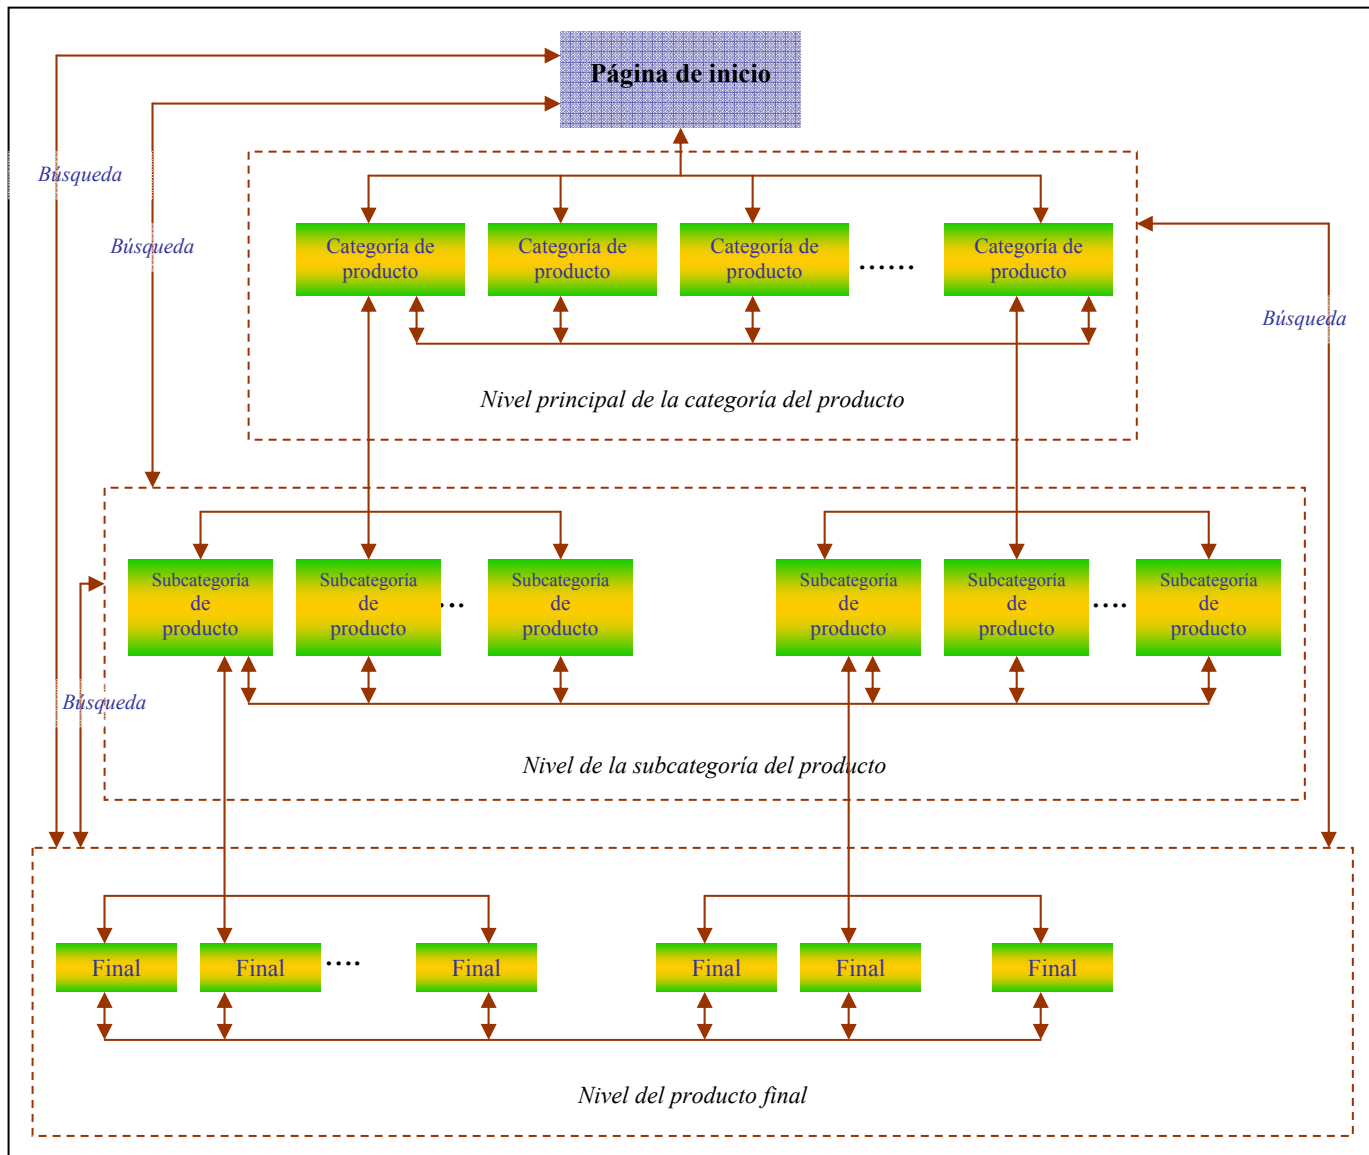 Página de inicio
Búsqueda
Búsqueda
Categoría de
producto
Categoría de
producto
Categoría de
producto
......
Categoría de
producto
Búsqueda
Nivel principal de la categoría del producto
Subcategoría
de
producto
....
Subcategoría
de
producto
Subcategoría
de
producto
Subcategoría
de
producto
Subcategoría
de
producto
....
Subcategoría
de
producto
Búsqueda
Nivel de la subcategoría del producto
Final
Final
....
Final
Final
Final
Final
Nivel del producto final